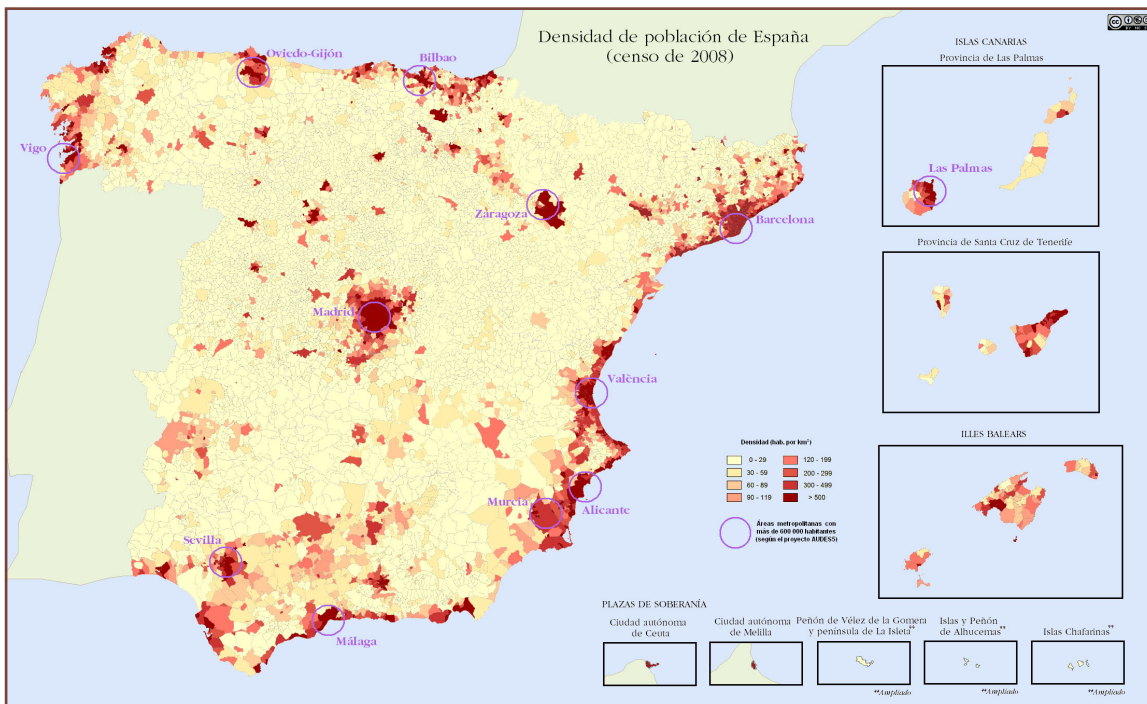 Densidad de población de España
(censo de 2008)
Oviedo-Gijón
Bilbao
Vigo
Zaragoza
Barcelona
Madrid
València
Alicante
Murcia
Sevilla
Málaga
ISLAS CANARIAS
Provincia de Las Palmas
Las Palmas
Provincia de Santa Cruz de Tenerife
ILLES BALEARS
Densidad (hab. por km²)
0 - 29
30 - 59
60 - 89
90 - 119
120 - 199
200 - 299
300 - 499
> 500
Áreas metropolitanas con
más de 600 000 habitantes
(según el proyecto AUDES5)
PLAZAS DE SOBERANÍA
Ciudad autónoma
de Ceuta
Ciudad autónoma
de Melilla
Peñón de Vélez de la Gomera
y península de La Isleta**
Islas y Peñón
de Alhucemas**
Islas Chafarinas**
**Ampliado
**Ampliado
**Ampliado